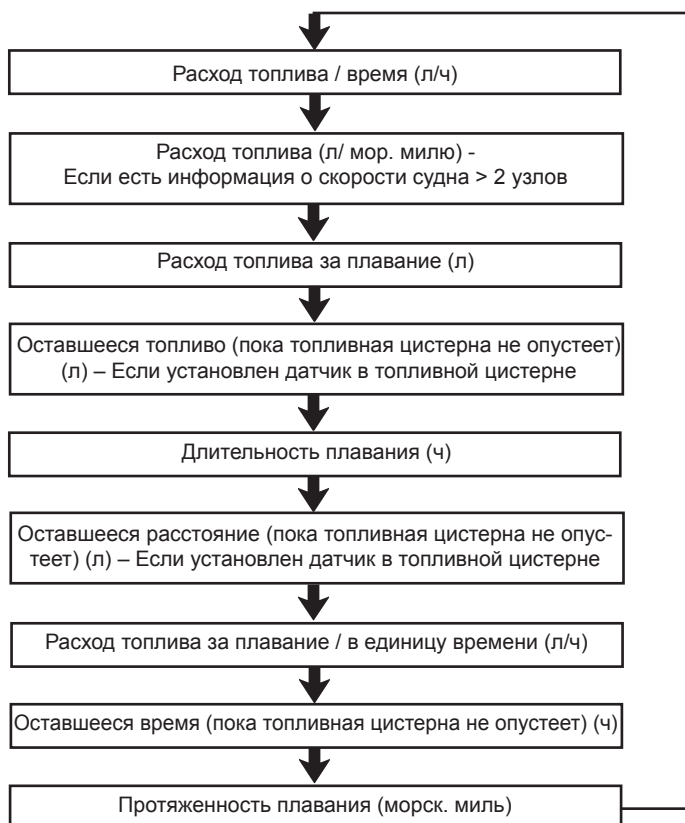 Расход топлива / время (л/ч)
Расход топлива (л/ мор. милю) -
Если есть информация о скорости судна > 2 узлов
Расход топлива за плавание (л)
Оставшееся топливо (пока топливная цистерна не опустеет)
(л) – Если установлен датчик в топливной цистерне
Длительность плавания (ч)
Оставшееся расстояние (пока топливная цистерна не опус-
теет) (л) – Если установлен датчик в топливной цистерне
Расход топлива за плавание / в единицу времени (л/ч)
Оставшееся время (пока топливная цистерна не опустеет) (ч)
Протяженность плавания (морск. миль)